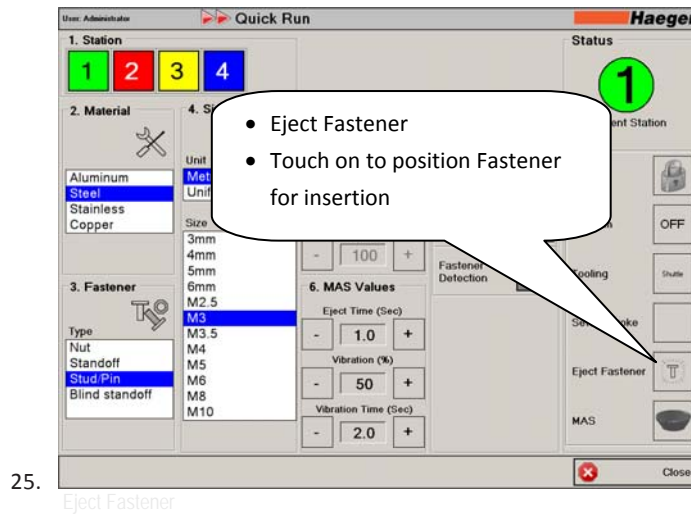 User: Administrator
Quick Run
Haeger
1. Station
1 2 3 4
Status
1
ent Station
2. Material
Aluminum
Steel
Stainless
Copper
3. Fastener
Type
Nut
Standoff
Stud/Pin
Blind standoff
4. Si
Unit
Met
Unif
Size
3mm
4mm
5mm
6mm
M2.5
M3
M3.5
M4
M5
M6
M8
M10
• Eject Fastener
• Touch on to position Fastener
for insertion
- 100 +
6. MAS Values
Eject Time (Sec)
- 1.0 +
Vibration (%)
- 50 +
Vibration Time (Sec)
- 2.0 +
Fastener
Detection
OFF
Tooling
Shuttle
oke
Eject Fastener
T
MAS
Close
25.
Eject Fastener